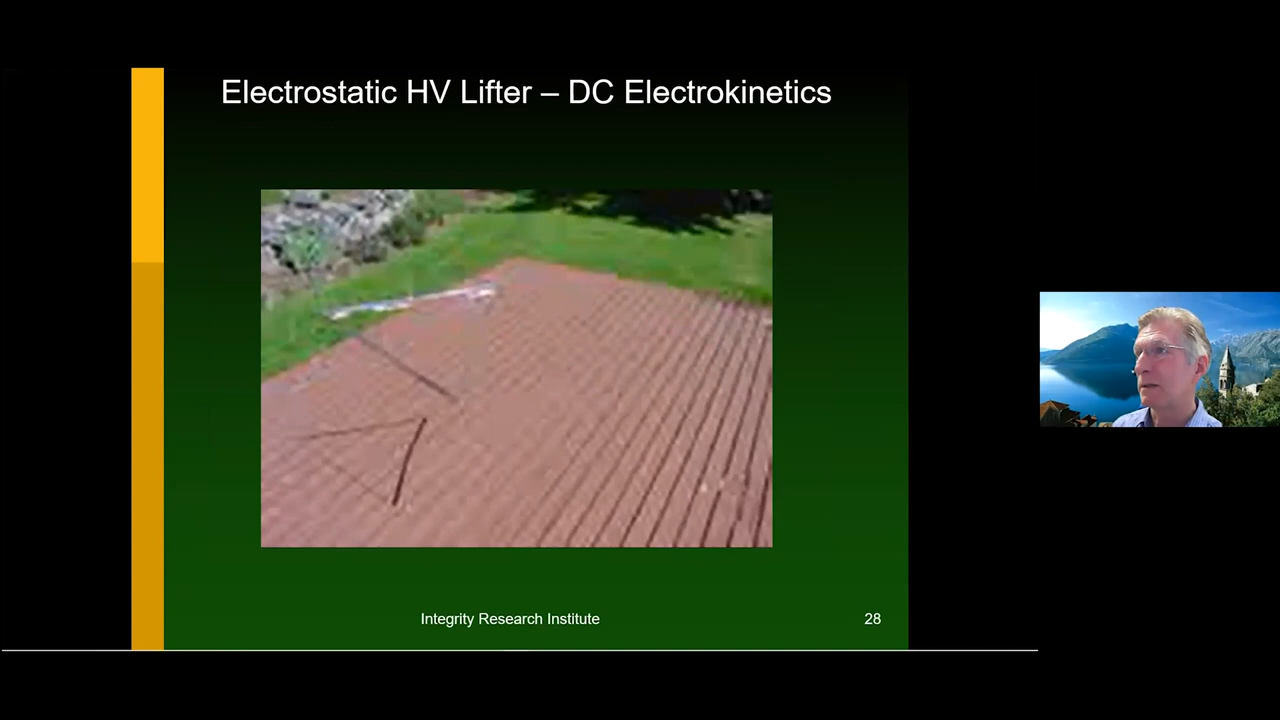 Electrostatic HV Lifter – DC Electrokinetics
Integrity Research Institute
28